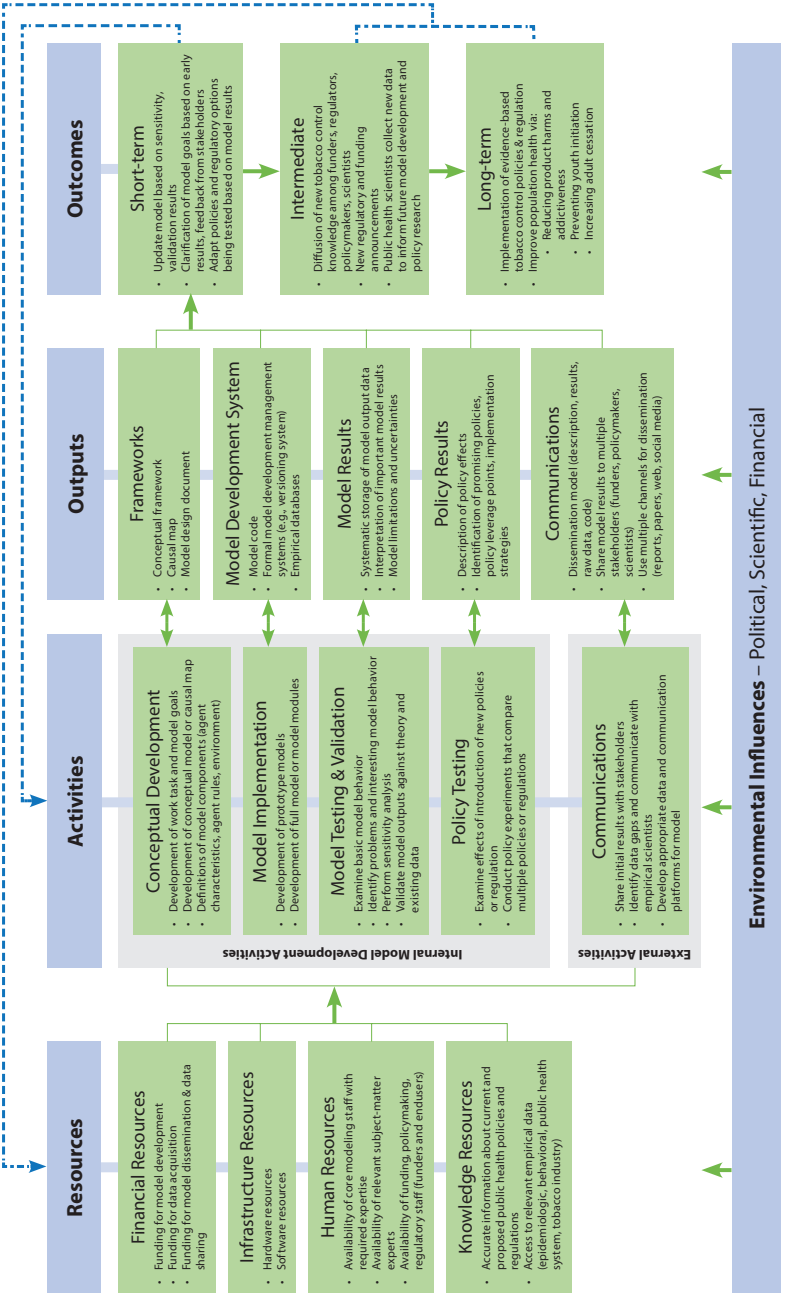 Resources
Financial Resources
• Funding for model development
• Funding for data acquisition
• Funding for model dissemination & data
sharing
Infrastructure Resources
• Hardware resources
• Software resources
Human Resources
• Availability of core modeling staff with
required expertise
• Availability of relevant subject-matter
experts
• Availability of funding, policymaking,
regulatory staff (funders and endusers)
Knowledge Resources
• Accurate information about current and
proposed public health policies and
regulations
• Access to relevant empirical data
(epidemiologic, behavioral, public health
system, tobacco industry)
Activities
Internal Model Development Activities
Conceptual Development
• Development of work task and model goals
• Development of conceptual model or causal map
• Definitions of model components (agent
characteristics, agent rules, environment)
Model Implementation
• Development of prototype models
• Development of full model or model modules
Model Testing & Validation
• Examine basic model behavior
• Identify problems and interesting model behavior
• Perform sensitivity analysis
• Validate model outputs against theory and
existing data
Policy Testing
• Examine effects of introduction of new policies
or regulation
• Conduct policy experiments that compare
multiple policies or regulations
External Activities
Communications
• Share initial results with stakeholders
• Identify data gaps and communicate with
empirical scientists
• Develop appropriate data and communication
platforms for model
Outputs
Frameworks
• Conceptual framework
• Causal map
• Model design document
Model Development System
• Model code
• Formal model development management
systems (e.g., versioning system)
• Empirical databases
Model Results
• Systematic storage of model output data
• Interpretation of important model results
• Model limitations and uncertainties
Policy Results
• Description of policy effects
• Identification of promising policies,
policy leverage points, implementation
strategies
Communications
• Dissemination model (description, results,
raw data, code)
• Share model results to multiple
stakeholders (funders, policymakers,
scientists)
• Use multiple channels for dissemination
(reports, papers, web, social media)
Outcomes
Short-term
• Update model based on sensitivity,
validation results
• Clarification of model goals based on early
results, feedback from stakeholders
• Adapt policies and regulatory options
being tested based on model results
Intermediate
• Diffusion of new tobacco control
knowledge among funders, regulators,
policymakers, scientists
• New regulatory and funding
announcements
• Public health scientists collect new data
to inform future model development and
policy research
Long-term
• Implementation of evidence-based
tobacco control policies & regulation
• Improve population health via:
• Reducing product harms and
addictiveness
• Preventing youth initiation
• Increasing adult cessation
Environmental Influences – Political, Scientific, Financial